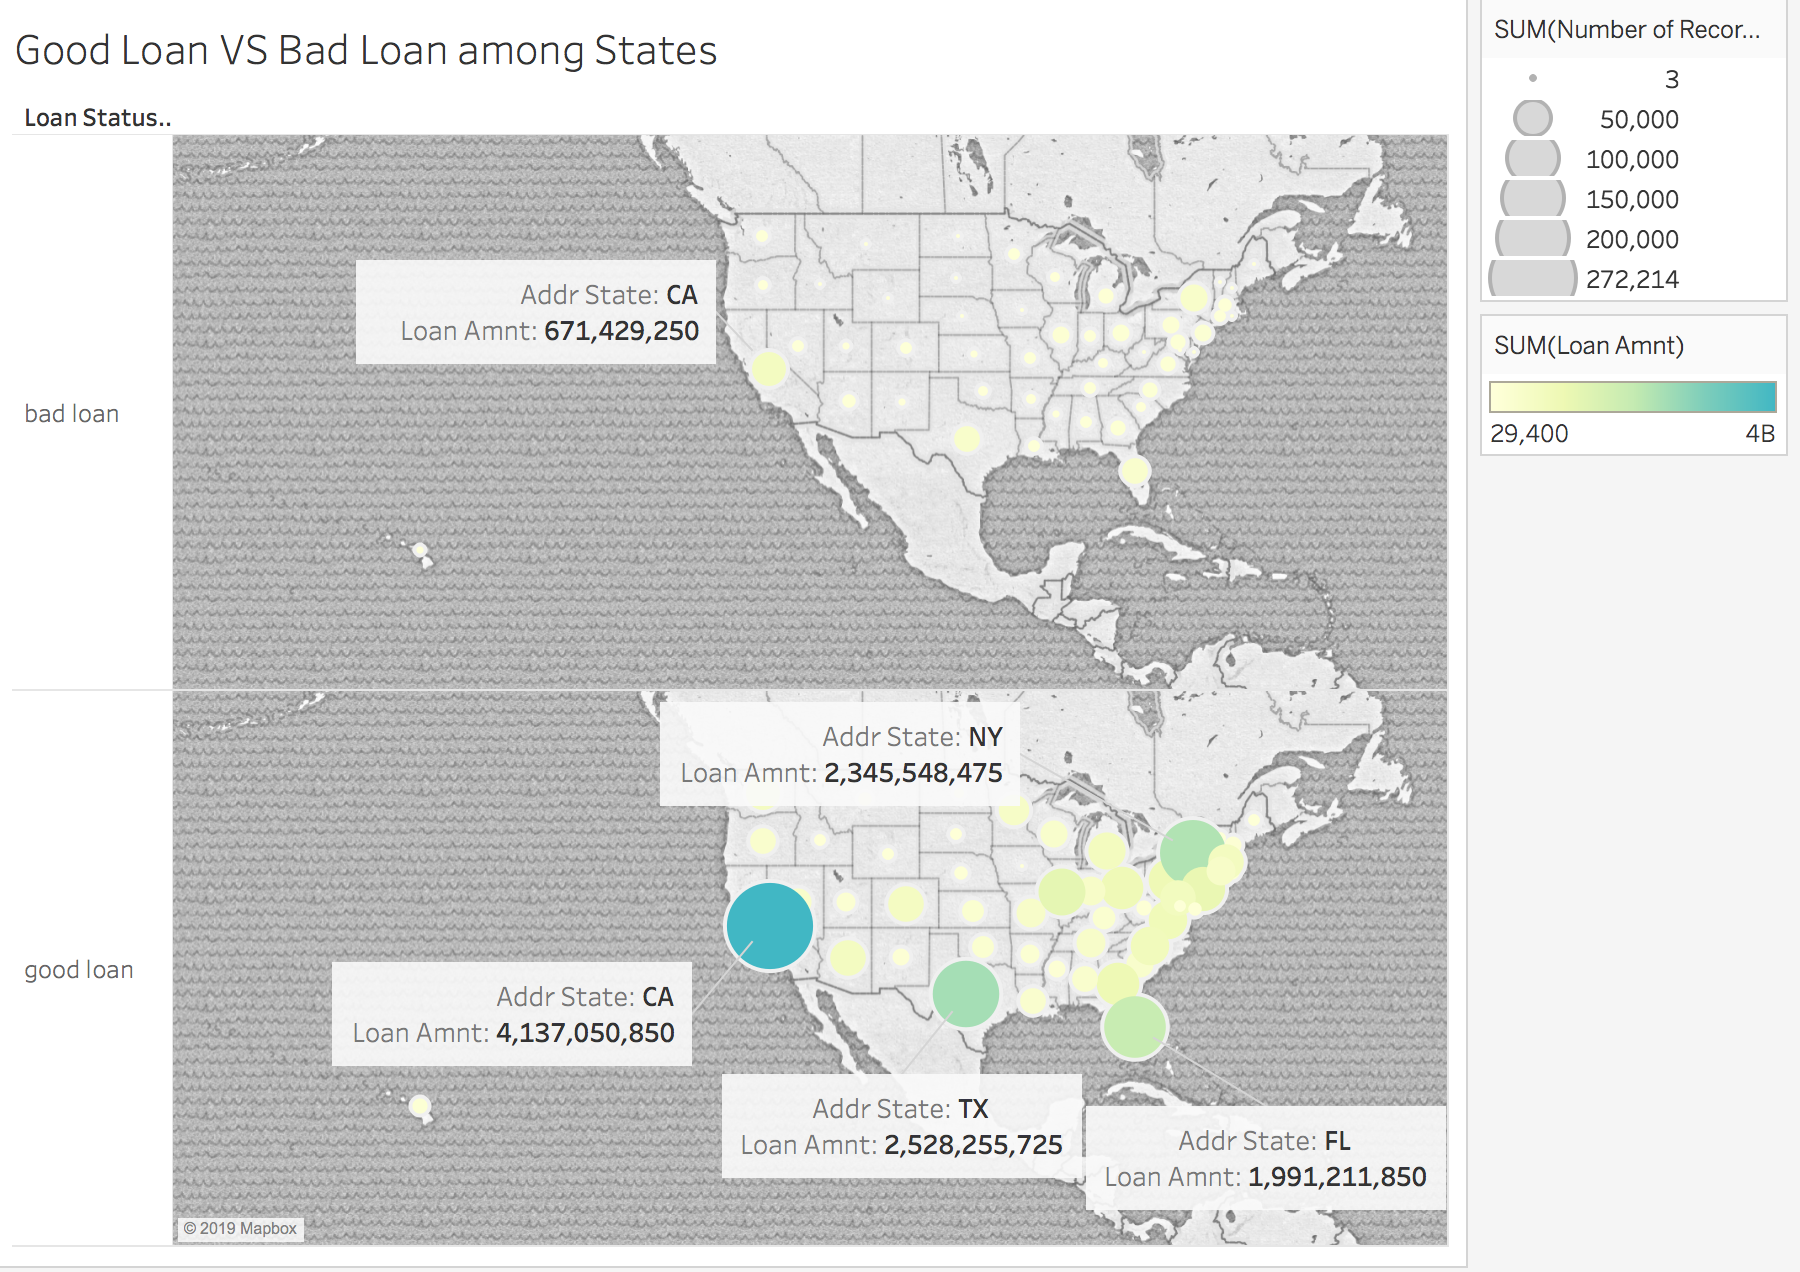 Good Loan VS Bad Loan among States
Loan Status..
bad loan
Addr State: CA
Loan Amnt: 671,429,250
good loan
Addr State: NY
Loan Amnt: 2,345,548,475
Addr State: CA
Loan Amnt: 4,137,050,850
Addr State: TX
Loan Amnt: 2,528,255,725
Addr State: FL
Loan Amnt: 1,991,211,850
© 2019 Mapbox
SUM(Number of Recor...
3
50,000
100,000
150,000
200,000
272,214
SUM(Loan Amnt)
29,400
4B